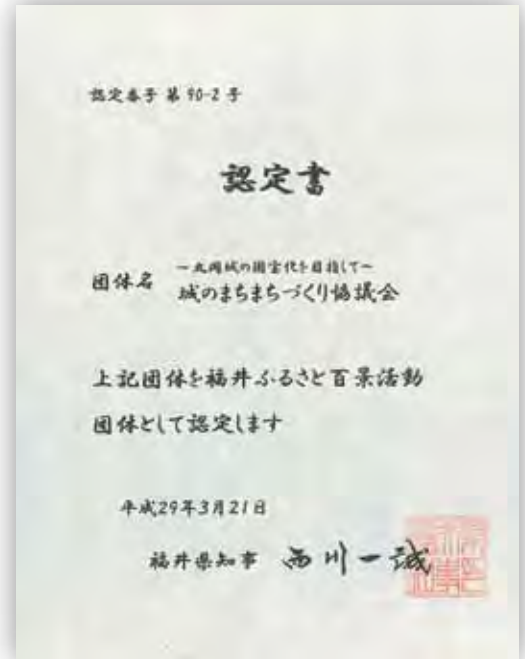 認定番号 第 90-2 号
認定書
団体名
~丸岡城の国宝化を目指して~
城のまちまちづくり協議会
上記団体を福井ふるさと百景活動
団体として認定します
平成29年3月21日
福井県知事 西川一誠